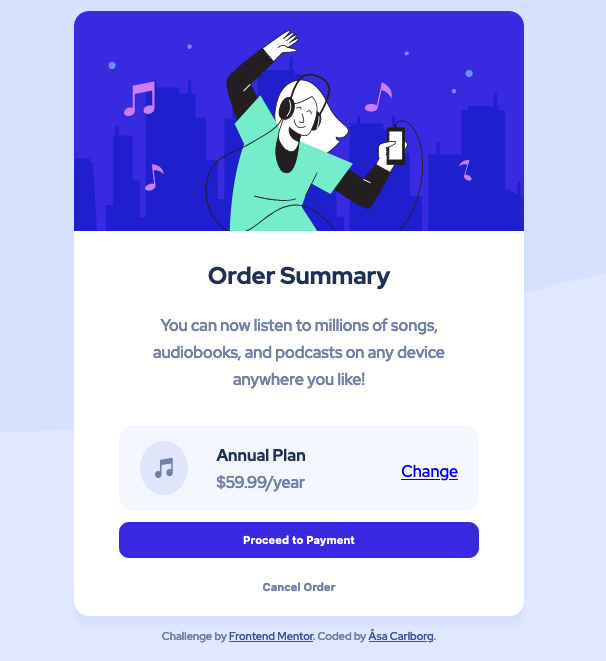 Order Summary
You can now listen to millions of songs,
audiobooks, and podcasts on any device
anywhere you like!
Annual Plan
$59.99/year
Change
Proceed to Payment
Cancel Order
Challenge by Frontend Mentor. Coded by Åsa Carlborg.